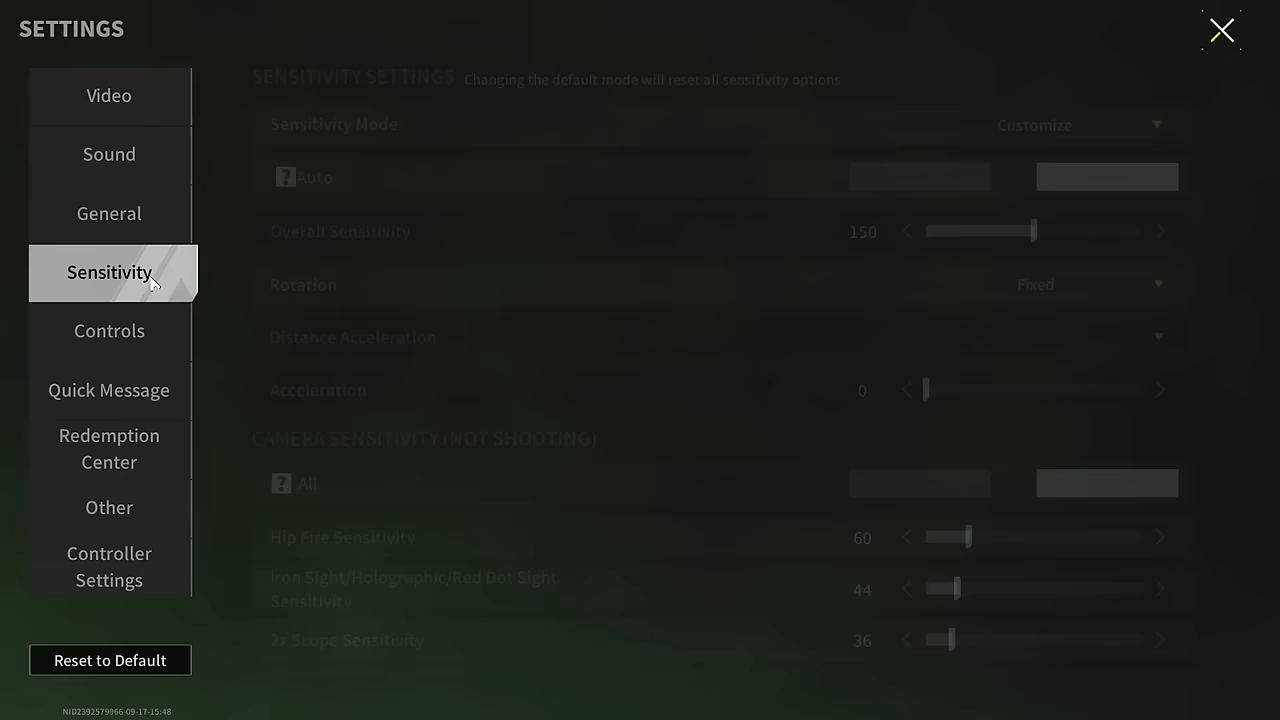 SETTINGS
Video
Sound
General
Sensitivity
Controls
Quick Message
Redemption
Center
Other
Controller
Settings
Reset to Default
NID2392579966-09-17-15:48
SENSITIVITY SETTINGS Changing the default mode will reset all sensitivity options
Sensitivity Mode Customize
? Auto
Overall Sensitivity 150
Rotation Fixed
Distance Acceleration
Acceleration 0
CAMERA SENSITIVITY (NOT SHOOTING)
? All
Hip Fire Sensitivity 60
Iron Sight/Holographic/Red Dot Sight
Sensitivity 44
2x Scope Sensitivity 36